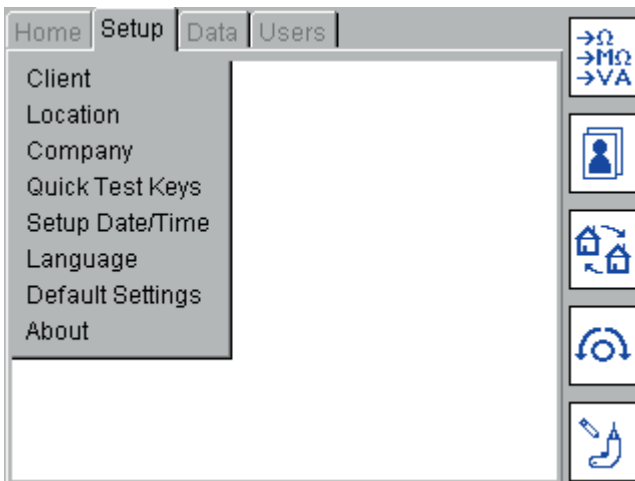 Home Setup Data Users
Client
Location
Company
Quick Test Keys
Setup Date/Time
Language
Default Settings
About
→Ω
→MΩ
→VA